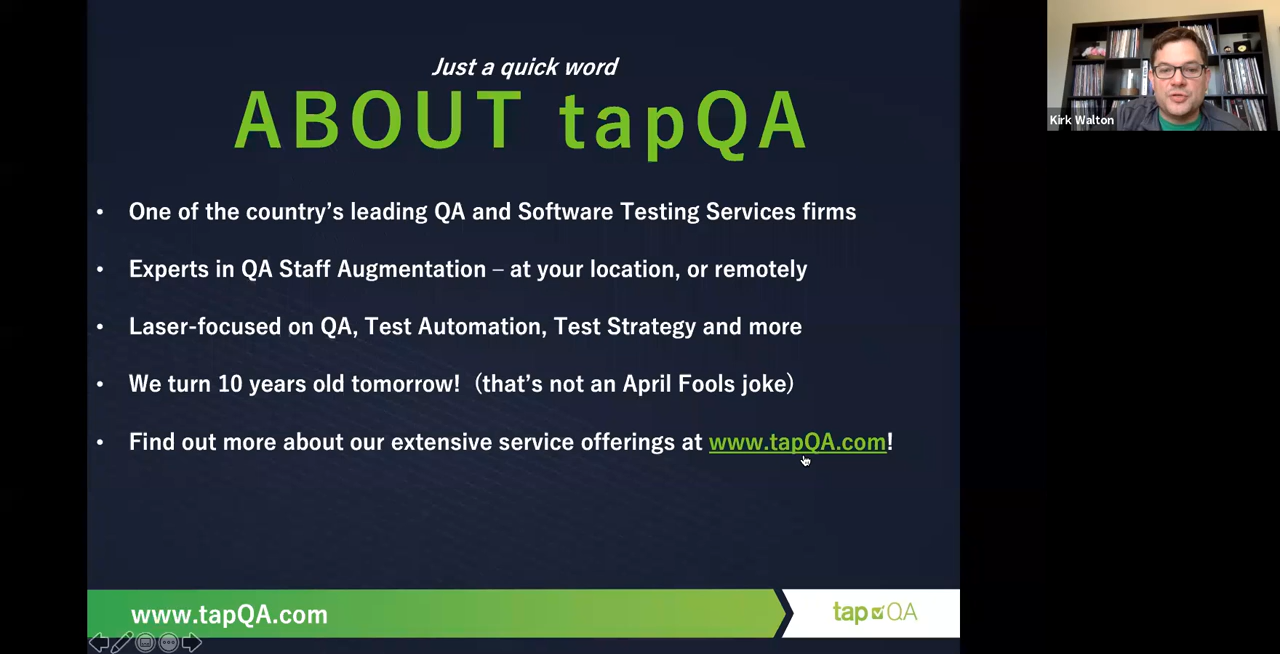 Just a quick word
ABOUT tapQA
• One of the country’s leading QA and Software Testing Services firms
• Experts in QA Staff Augmentation – at your location, or remotely
• Laser-focused on QA, Test Automation, Test Strategy and more
• We turn 10 years old tomorrow! (that’s not an April Fools joke)
• Find out more about our extensive service offerings at www.tapQA.com!
www.tapQA.com
tap QA
Kirk Walton